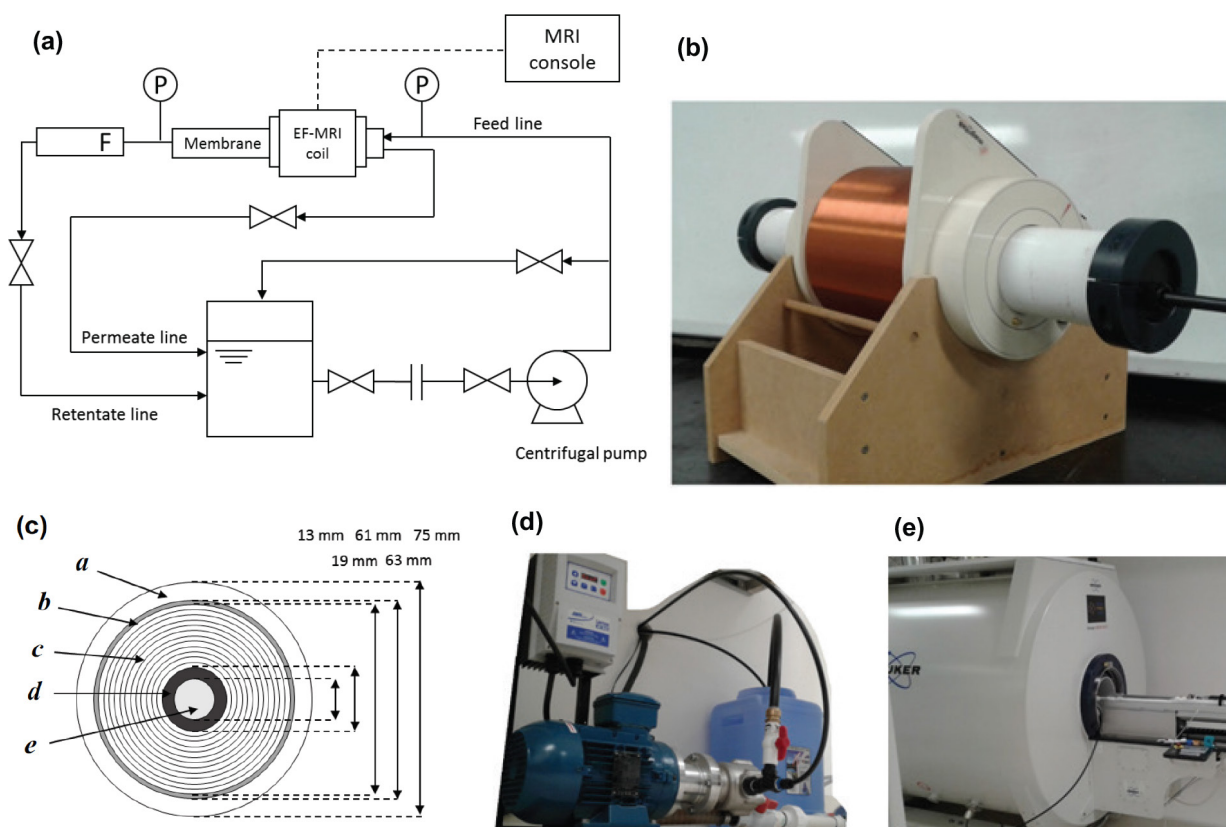 (a)
MRI
console
P
P
F
Membrane
EF-MRI
coil
Feed line
Permeate line
Retentate line
Centrifugal pump
(b)
(c)
13 mm 61 mm 75 mm
19 mm 63 mm
a
b
c
d
e
(d)
(e)
UKER